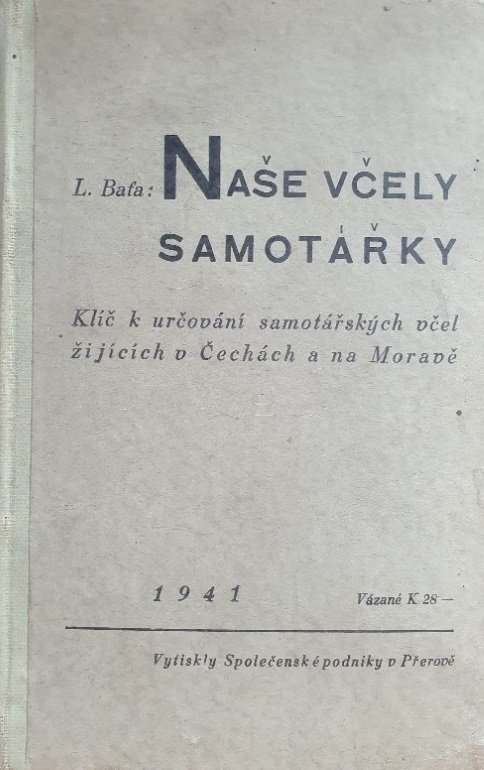 L. Baťa: NAŠE VČELY
SAMOTÁŘKY
Klíč k určování samotářských včel
žijících v Čechách a na Moravě
1941 Vázané K 28 —
Vytiskly Společenské podniky v Přerově